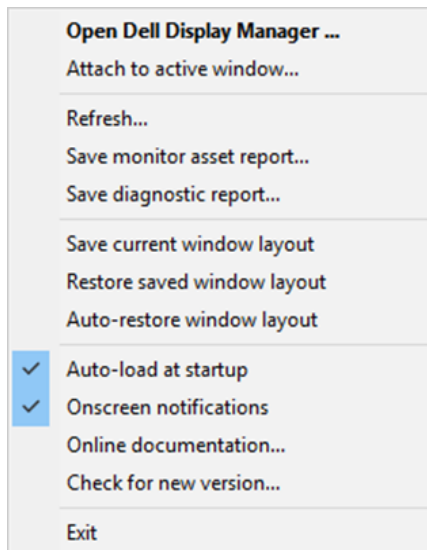 Open Dell Display Manager ...
Attach to active window...
Refresh...
Save monitor asset report...
Save diagnostic report...
Save current window layout
Restore saved window layout
Auto-restore window layout
Auto-load at startup
Onscreen notifications
Online documentation...
Check for new version...
Exit